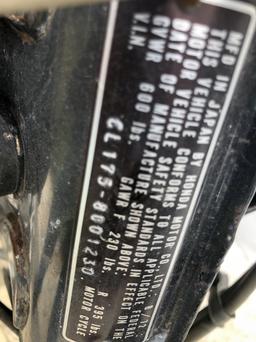 MFD IN JAPAN BY HONDA MOTOR CO., LTD.
THIS VEHICLE CONFORMS TO ALL APPLICABLE FEDERAL
MOTOR VEHICLE SAFETY STANDARDS IN EFFECT ON THE
DATE OF MANUFACTURE SHOWN ABOVE.
GVWR 600 lbs. GAWR F 230 lbs. R 395 lbs.
V.I.N. CL175-8001230. MOTOR CYCLE